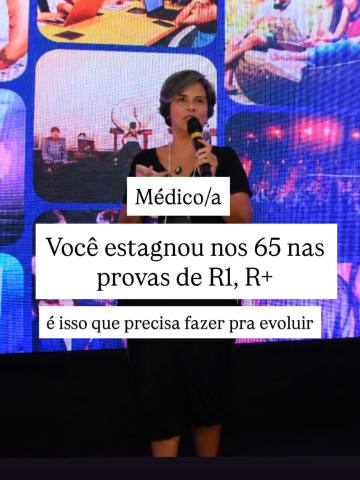 Médico/a
Você estagnou nos 65 nas
provas de R1, R+
é isso que precisa fazer pra evoluir